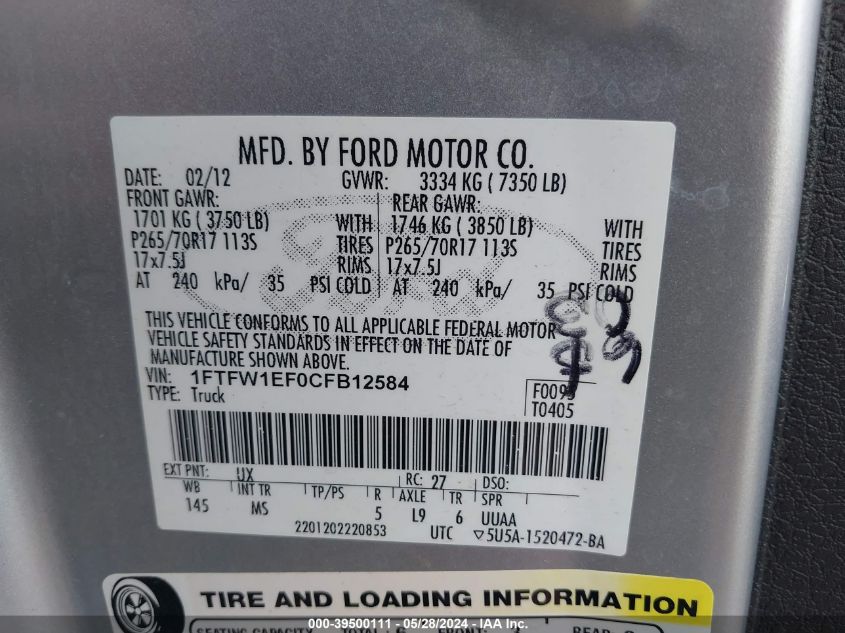 MFD. BY FORD MOTOR CO.
DATE: 02/12 GVWR: 3334 KG ( 7350 LB)
FRONT GAWR: REAR GAWR:
1701 KG ( 3750 LB) WITH 1746 KG ( 3850 LB) WITH
P265/70R17 113S TIRES P265/70R17 113S TIRES
17x7.5J RIMS 17x7.5J RIMS
AT 240 kPa/ 35 PSI COLD AT 240 kPa/ 35 PSI COLD
THIS VEHICLE CONFORMS TO ALL APPLICABLE FEDERAL MOTOR
VEHICLE SAFETY STANDARDS IN EFFECT ON THE DATE OF
MANUFACTURE SHOWN ABOVE.
VIN: 1FTFW1EF0CFB12584
TYPE: Truck
T0405
EXT PNT: UX RC: 27 DSO:
WB INT TR TP/PS R AXLE TR SPR
145 MS 5 L9 6 UUAA
2201202220853 UTC ▽5U5A-1520472-BA
TIRE AND LOADING INFORMATION
000-39500111 - 05/28/2024 - IAA Inc.